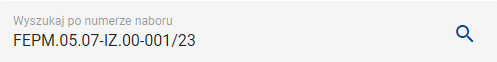 Wyszukaj po numerze naboru
FEPM.05.07-IZ.00-001/23